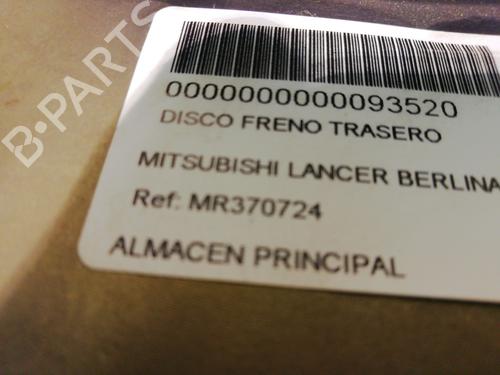 B-PARTS
0000000000093520
DISCO FRENO TRASERO
MITSUBISHI LANCER BERLINA
Ref: MR370724
ALMACEN PRINCIPAL